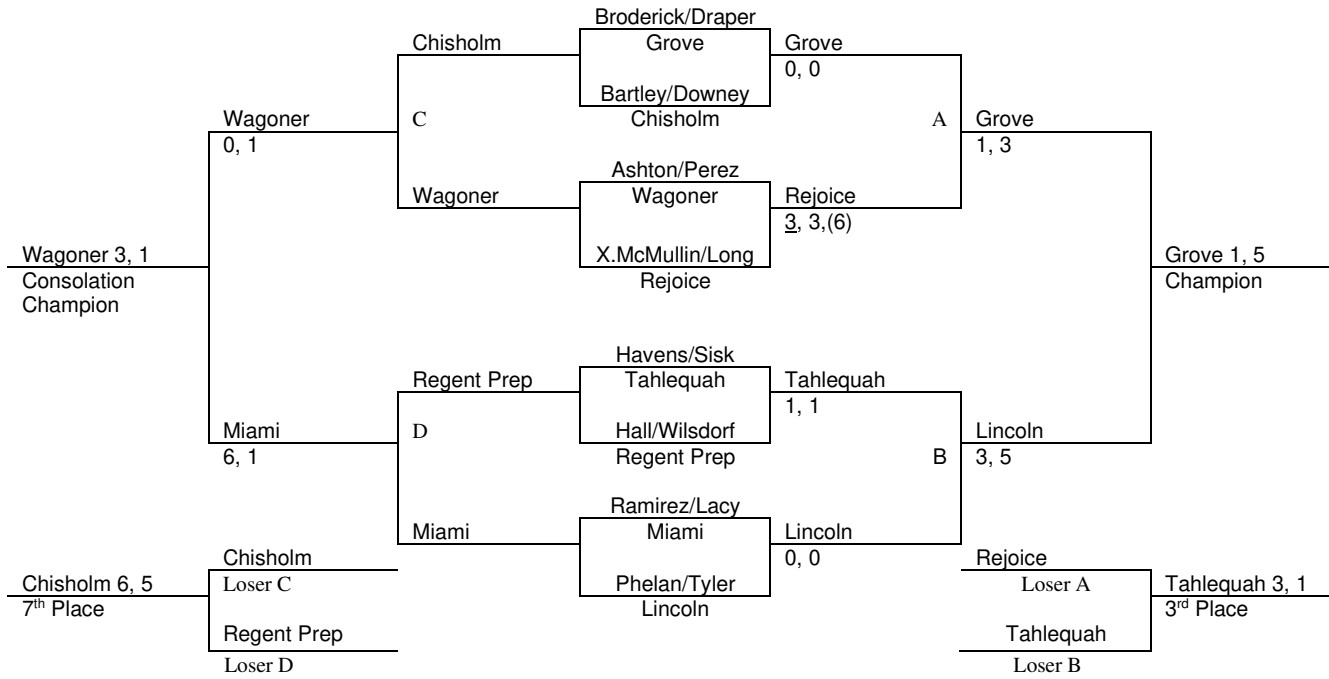 Broderick/Draper
Chisholm
Grove
Grove
0, 0
Bartley/Downey
Wagoner
C
Chisholm
A
Grove
0, 1
1, 3
Ashton/Perez
Wagoner
Wagoner
Rejoice
3, 3,(6)
Wagoner 3, 1
X.McMullin/Long
Grove 1, 5
Consolation
Champion
Rejoice
Champion
Havens/Sisk
Regent Prep
Tahlequah
Tahlequah
1, 1
Miami
D
Hall/Wilsdorf
Lincoln
6, 1
Regent Prep
B
3, 5
Ramirez/Lacy
Miami
Miami
Lincoln
0, 0
Chisholm
Rejoice
Chisholm 6, 5
Loser C
Phelan/Tyler
Loser A
Tahlequah 3, 1
7th Place
Lincoln
3rd Place
Regent Prep
Tahlequah
Loser D
Loser B